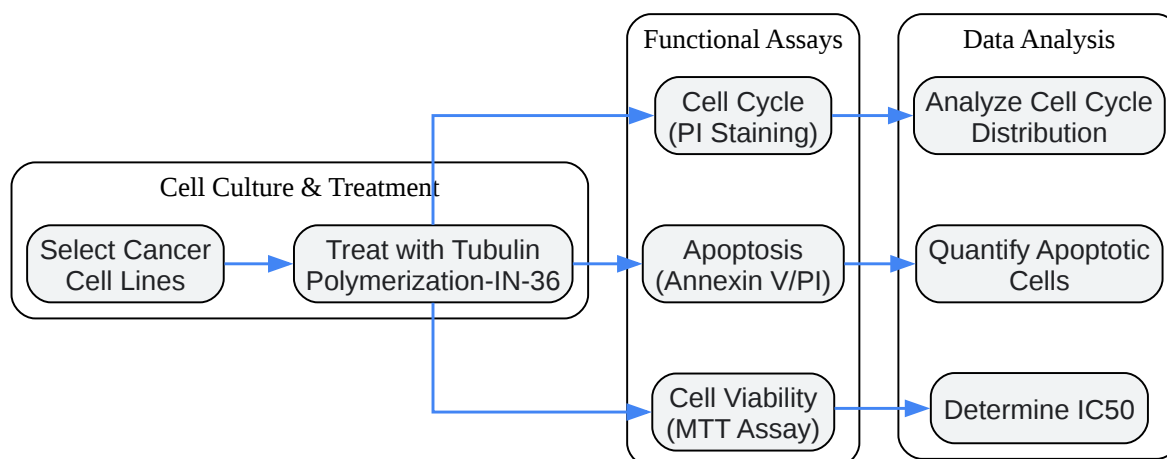 Cell Culture & Treatment
Select Cancer
Cell Lines
Treat with Tubulin
Polymerization-IN-36
Functional Assays
Cell Cycle
(PI Staining)
Apoptosis
(Annexin V/PI)
Cell Viability
(MTT Assay)
Data Analysis
Analyze Cell Cycle
Distribution
Quantify Apoptotic
Cells
Determine IC50